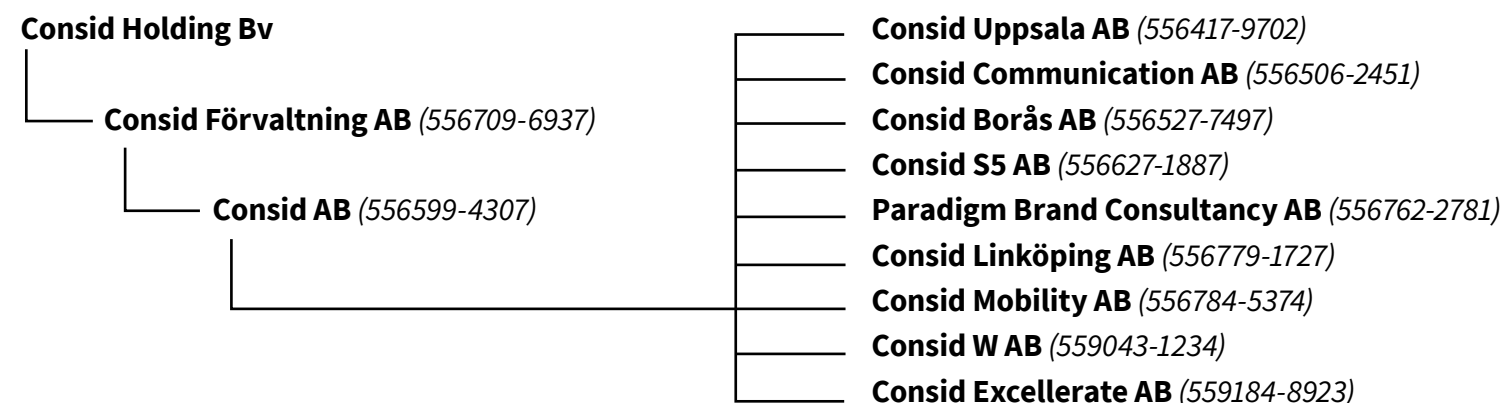 Consid Holding Bv
Consid Förvaltning AB (556709-6937)
Consid AB (556599-4307)
Consid Uppsala AB (556417-9702)
Consid Communication AB (556506-2451)
Consid Borås AB (556527-7497)
Consid S5 AB (556627-1887)
Paradigm Brand Consultancy AB (556762-2781)
Consid Linköping AB (556779-1727)
Consid Mobility AB (556784-5374)
Consid W AB (559043-1234)
Consid Excellerate AB (559184-8923)